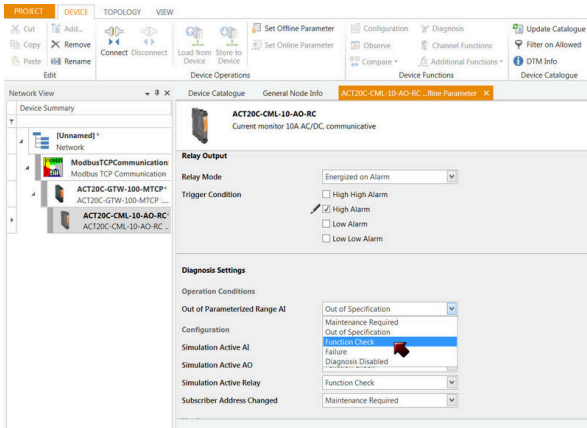 PROJECT DEVICE TOPOLOGY VIEW
Cut Add... Set Offline Parameter Configuration Diagnosis Update Catalogue
Copy Remove Connect Disconnect Load from Device Store to Device Set Online Parameter Observe Channel Functions Filter on Allowed
Paste Rename Compare Additional Functions DTM Info
Edit Device Operations Device Functions Device Catalogue
Network View Device Catalogue General Node Info ACT20C-CML-10-AO-RC ...ffline Parameter
Device Summary
ACT20C-CML-10-AO-RC
Current monitor 10A AC/DC, communicative
[Unnamed]*
Network
ModbusTCPCommunication
Modbus TCP Communication
ACT20C-GTW-100-MTCP*
ACT20C-GTW-100-MTCP ....
ACT20C-CML-10-AO-RC*
ACT20C-CML-10-AO-RC ...
Relay Output
Relay Mode Energized on Alarm
Trigger Condition High High Alarm
High Alarm
Low Alarm
Low Low Alarm
Diagnosis Settings
Operation Conditions
Out of Parameterized Range AI Out of Specification
Maintenance Required
Configuration Out of Specification
Function Check
Simulation Active AI Failure
Diagnosis Disabled
Simulation Active AO Function Check
Simulation Active Relay Function Check
Subscriber Address Changed Maintenance Required